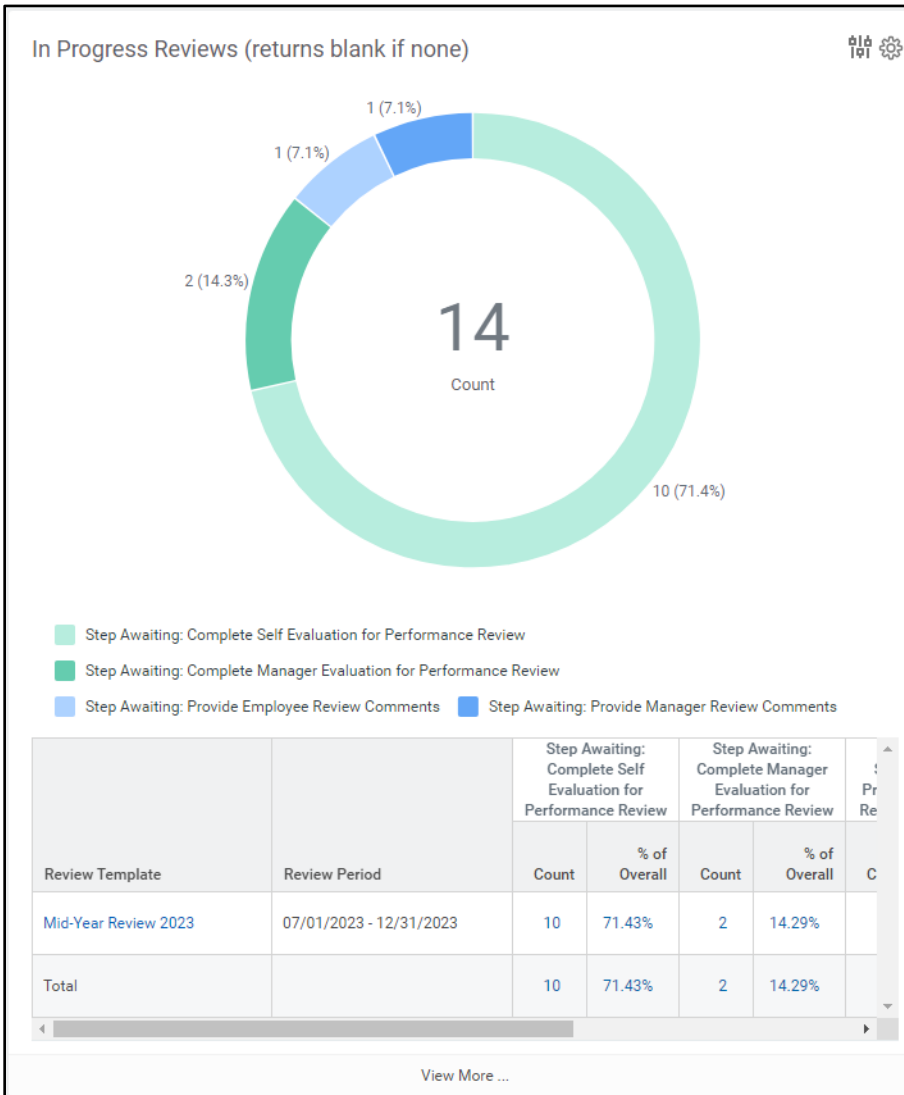 In Progress Reviews (returns blank if none)
1 (7.1%)
1 (7.1%)
2 (14.3%)
14
Count
10 (71.4%)
Step Awaiting: Complete Self Evaluation for Performance Review
Step Awaiting: Complete Manager Evaluation for Performance Review
Step Awaiting: Provide Employee Review Comments Step Awaiting: Provide Manager Review Comments
Step Awaiting: Step Awaiting:
Complete Self Complete Manager
Evaluation for Evaluation for Pr
Performance Review Performance Review Re
% of % of
Review Template Review Period Count Overall Count Overall C
Mid-Year Review 2023 07/01/2023 - 12/31/2023 10 71.43% 2 14.29%
Total 10 71.43% 2 14.29%
View More ...